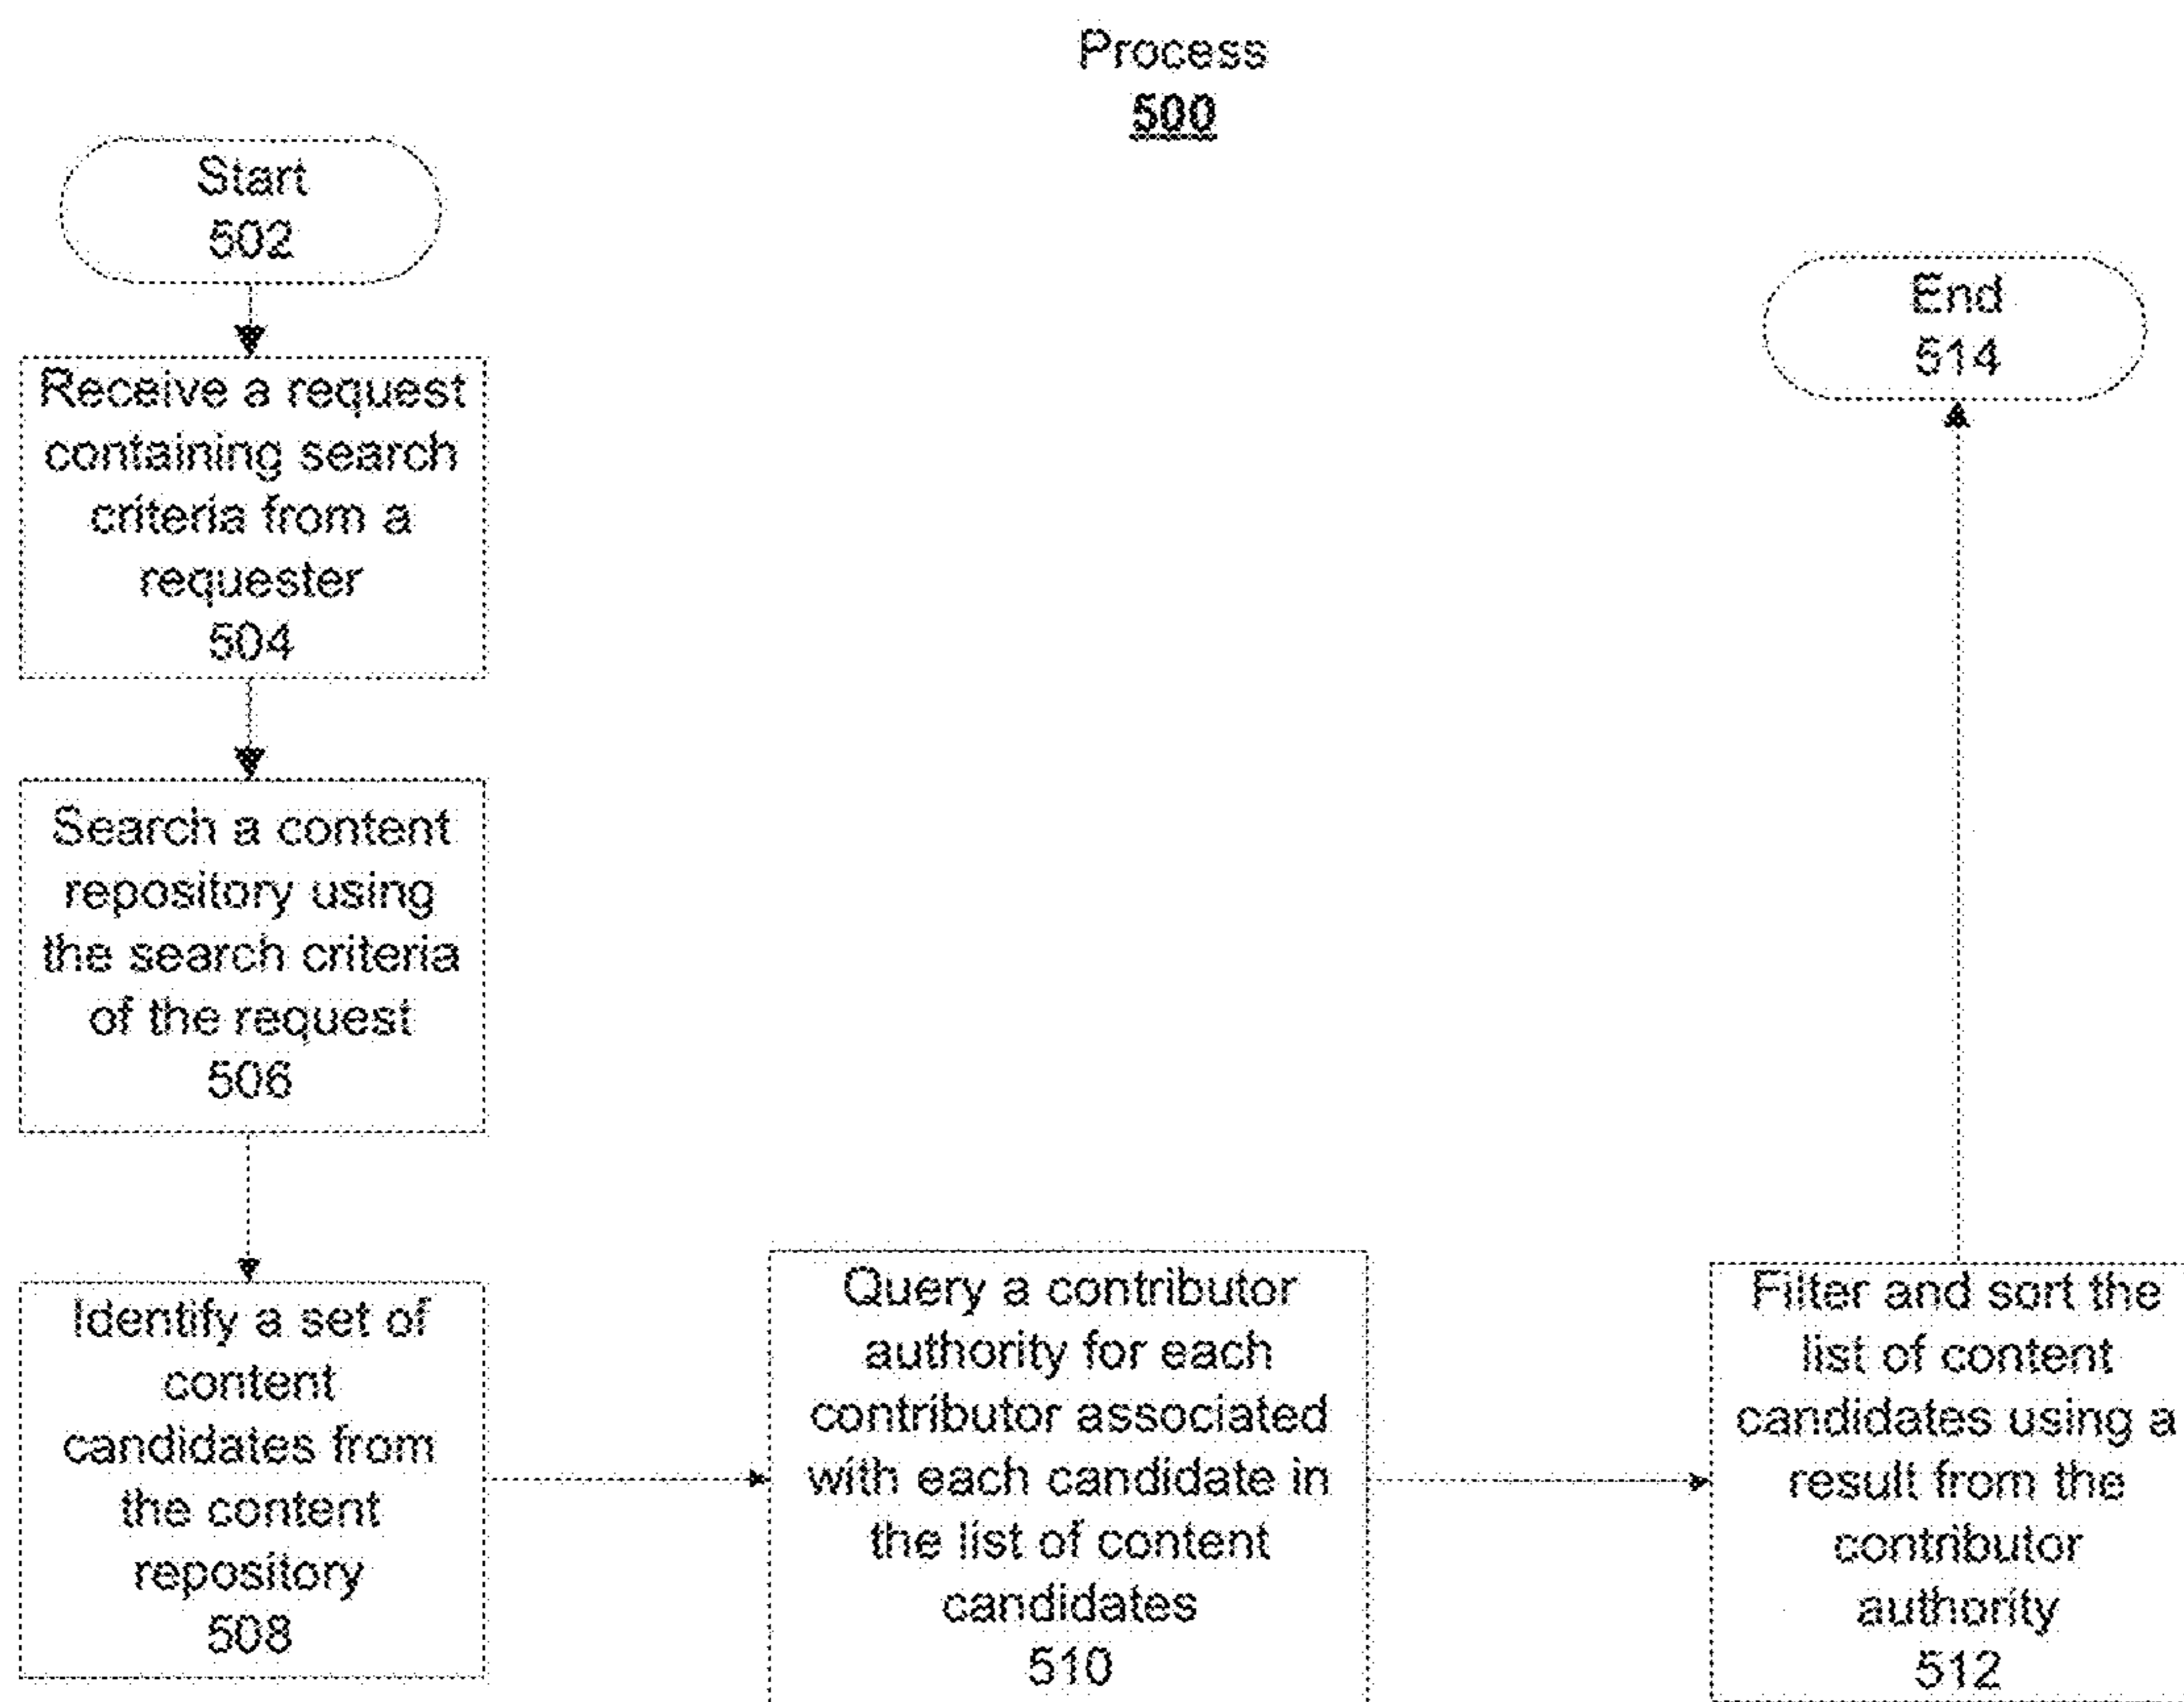 Process
500
Start
502
Receive a request
containing search
criteria from a
requester
504
Search a content
repository using
the search criteria
of the request
506
Identify a set of
content
candidates from
the content
repository
508
Query a contributor
authority for each
contributor associated
with each candidate in
the list of content
candidates
510
Filter and sort the
list of content
candidates using a
result from the
contributor
authority
512
End
514